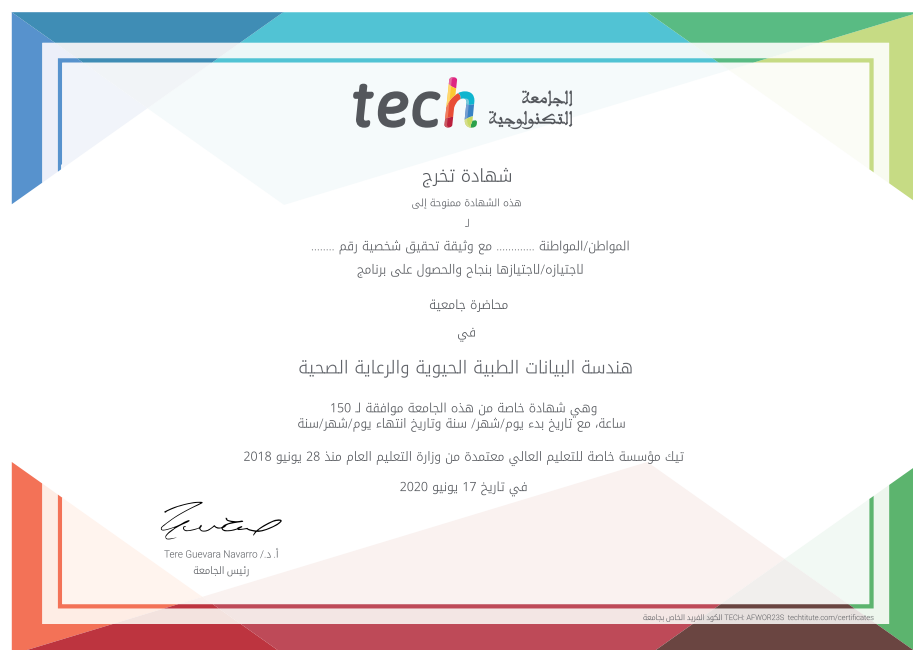 tech الجامعة
التكنولوجية
شهادة تخرج
هذه الشهادة ممنوحة إلى
لـ
المواطن/المواطنة ............. مع وثيقة تحقيق شخصية رقم ........
لاجتيازه/لاجتيازها بنجاح والحصول على برنامج
محاضرة جامعية
في
هندسة البيانات الطبية الحيوية والرعاية الصحية
وهي شهادة خاصة من هذه الجامعة موافقة لـ 150
ساعة، مع تاريخ بدء يوم/شهر/ سنة وتاريخ انتهاء يوم/شهر/سنة
تيك مؤسسة خاصة للتعليم العالي معتمدة من وزارة التعليم العام منذ 28 يونيو 2018
في تاريخ 17 يونيو 2020
أ. د./ Tere Guevara Navarro
رئيس الجامعة
الكود الفريد الخاص بجامعة TECH: AFWOR23S techtitute.com/certificates